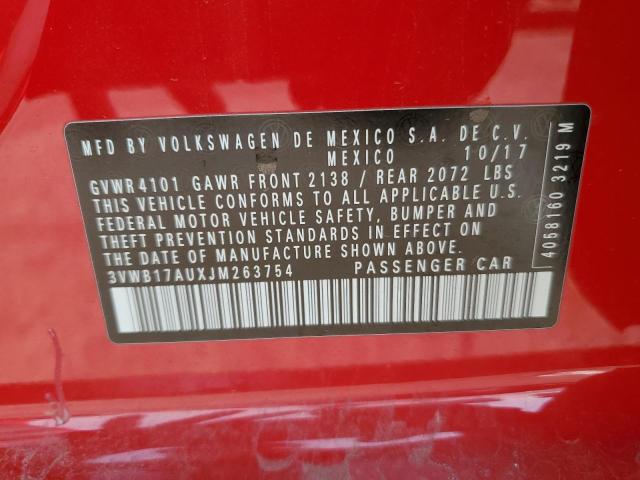 MFD BY VOLKSWAGEN DE MEXICO S.A. DE C.V.
MEXICO 10/17
GVWR4101 GAWR FRONT 2138 / REAR 2072 LBS
THIS VEHICLE CONFORMS TO ALL APPLICABLE U.S.
FEDERAL MOTOR VEHICLE SAFETY, BUMPER AND
THEFT PREVENTION STANDARDS IN EFFECT ON
THE DATE OF MANUFACTURE SHOWN ABOVE.
3VWB17AUXJM263754 PASSENGER CAR
4068160 3219 M